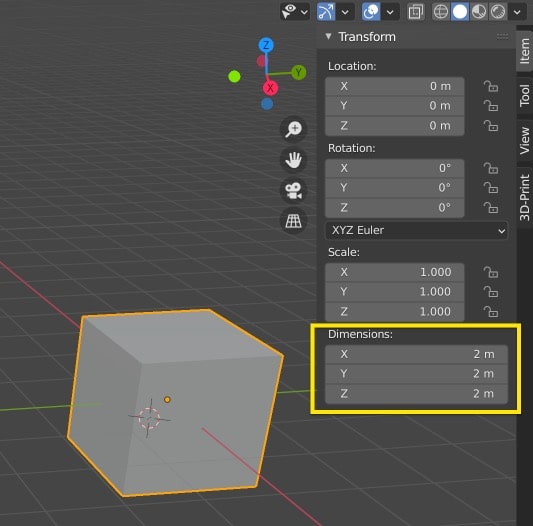 Transform
Location:
X 0 m
Y 0 m
Z 0 m
Rotation:
X 0°
Y 0°
Z 0°
XYZ Euler
Scale:
X 1.000
Y 1.000
Z 1.000
Dimensions:
X 2 m
Y 2 m
Z 2 m
Item
Tool
View
3D-Print
Z
Y
X